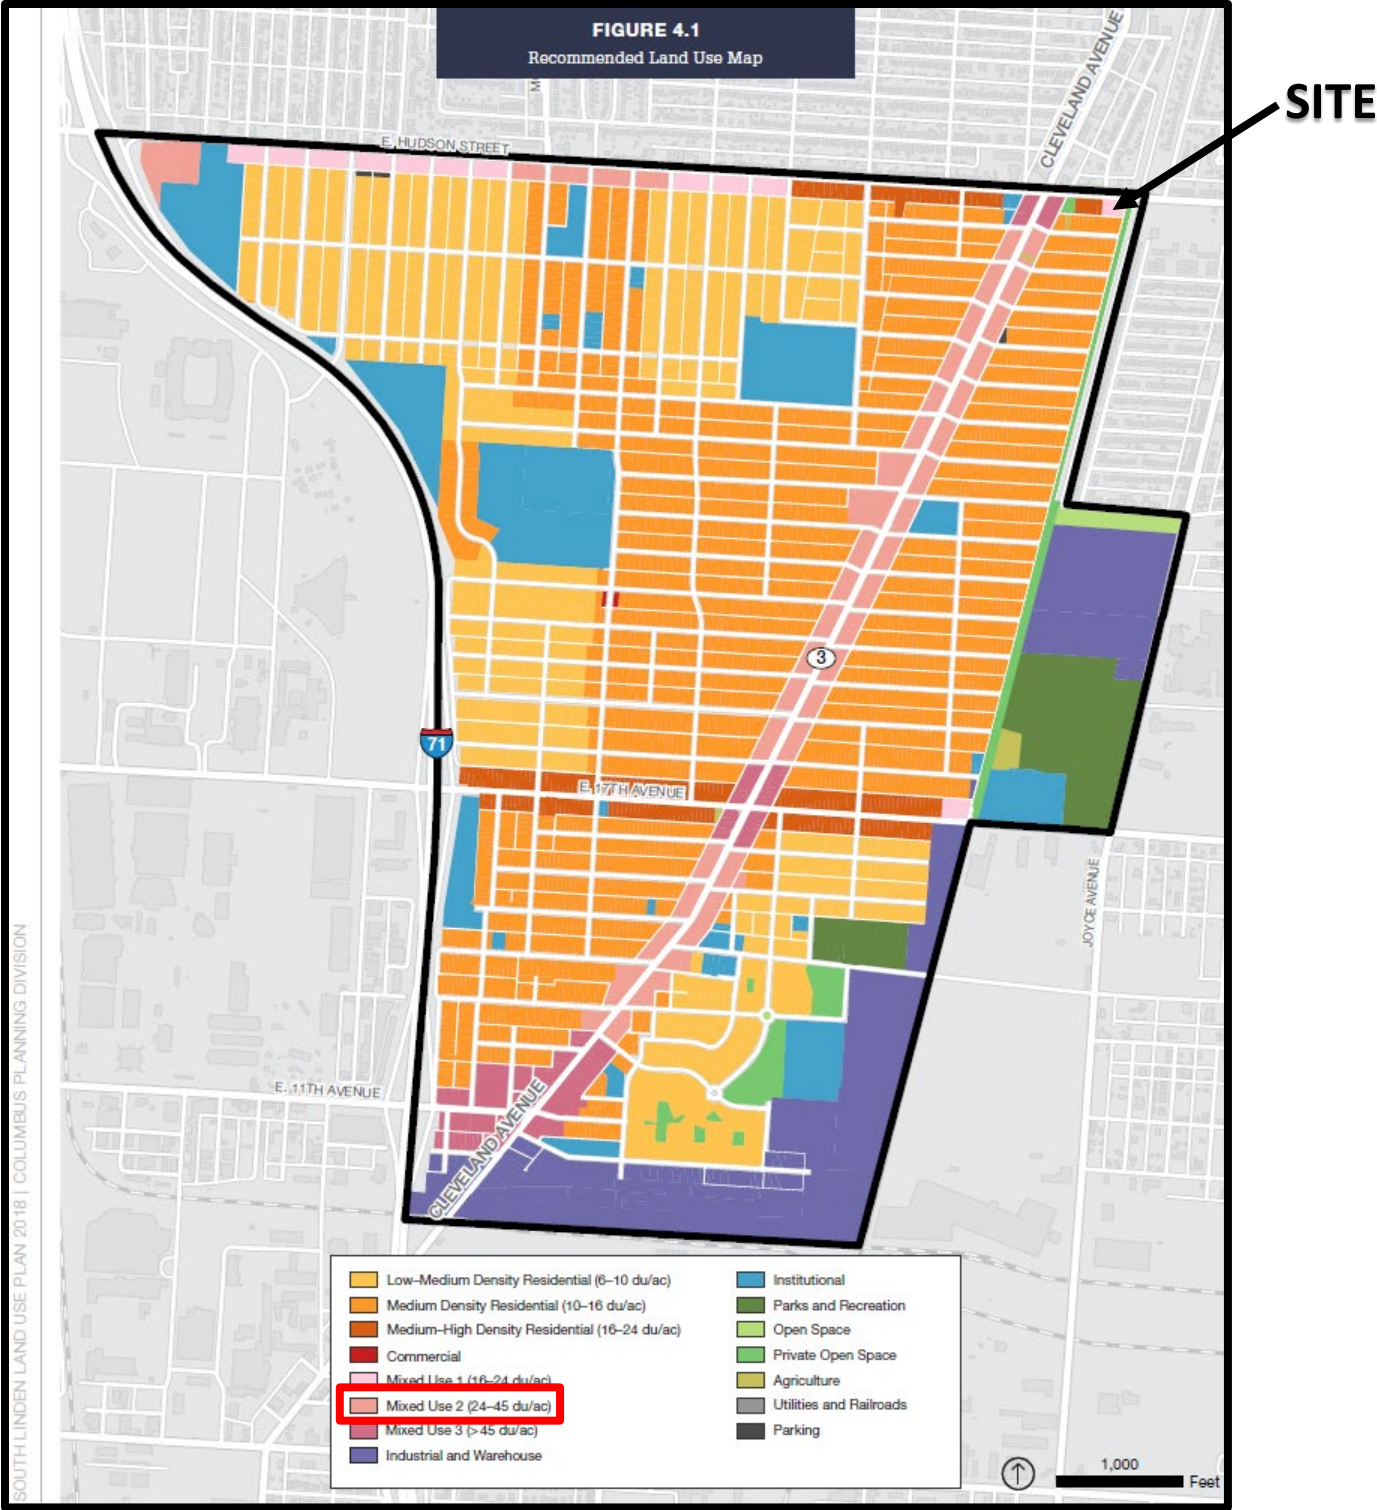 FIGURE 4.1
Recommended Land Use Map
SITE
CLEVELAND AVENUE
E. HUDSON STREET
3
71
E. 17TH AVENUE
JOYCE AVENUE
E. 11TH AVENUE
CLEVELAND AVENUE
SOUTH LINDEN LAND USE PLAN 2018 | COLUMBUS PLANNING DIVISION
Low–Medium Density Residential (6–10 du/ac)
Medium Density Residential (10–16 du/ac)
Medium–High Density Residential (16–24 du/ac)
Commercial
Mixed Use 1 (16–24 du/ac)
Mixed Use 2 (24–45 du/ac)
Mixed Use 3 (>45 du/ac)
Industrial and Warehouse
Institutional
Parks and Recreation
Open Space
Private Open Space
Agriculture
Utilities and Railroads
Parking
1,000
Feet